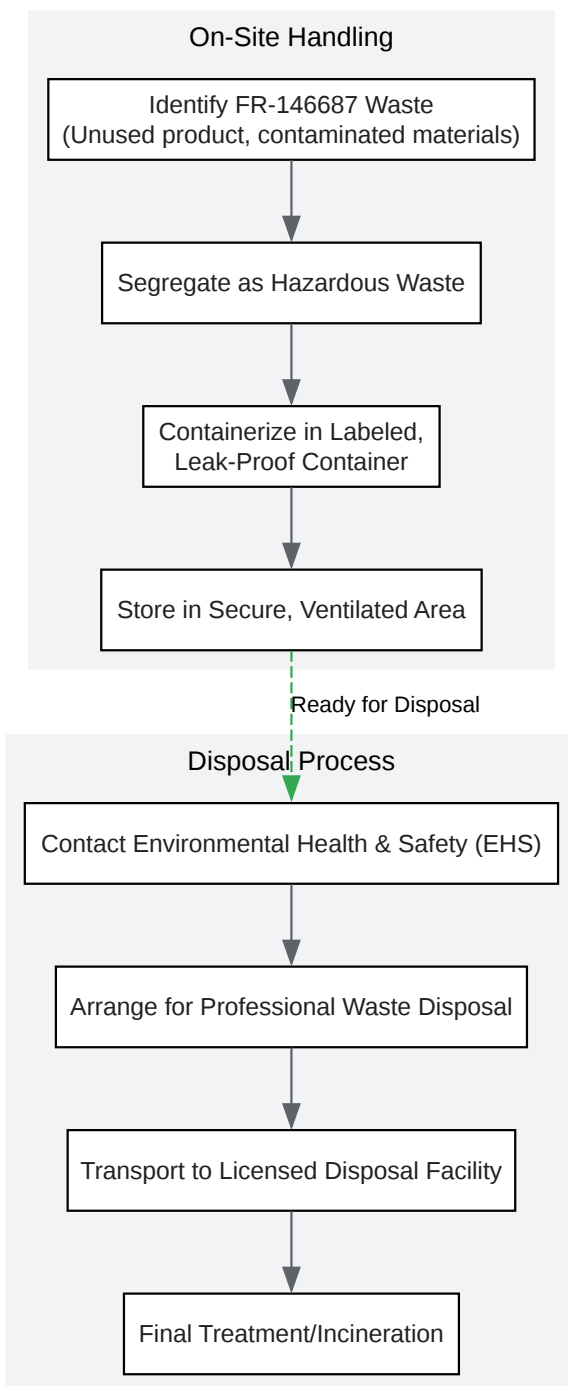 On-Site Handling
Identify FR-146687 Waste
(Unused product, contaminated materials)
Segregate as Hazardous Waste
Containerize in Labeled,
Leak-Proof Container
Store in Secure, Ventilated Area
Ready for Disposal
Disposal Process
Contact Environmental Health & Safety (EHS)
Arrange for Professional Waste Disposal
Transport to Licensed Disposal Facility
Final Treatment/Incineration